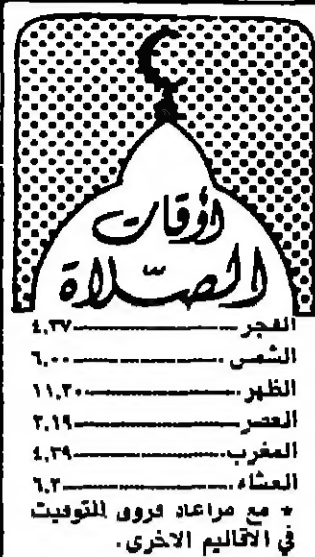 أوقات
الصلاة
الفجر ٤,٣٧
الشمس ٦,٠٠
الظهر ١١,٢٠
العصر ٢,١٩
المغرب ٤,٣٩
العشاء ٦,٢
* مع مراعاة فروق التوقيت
في الأقاليم الاخرى.